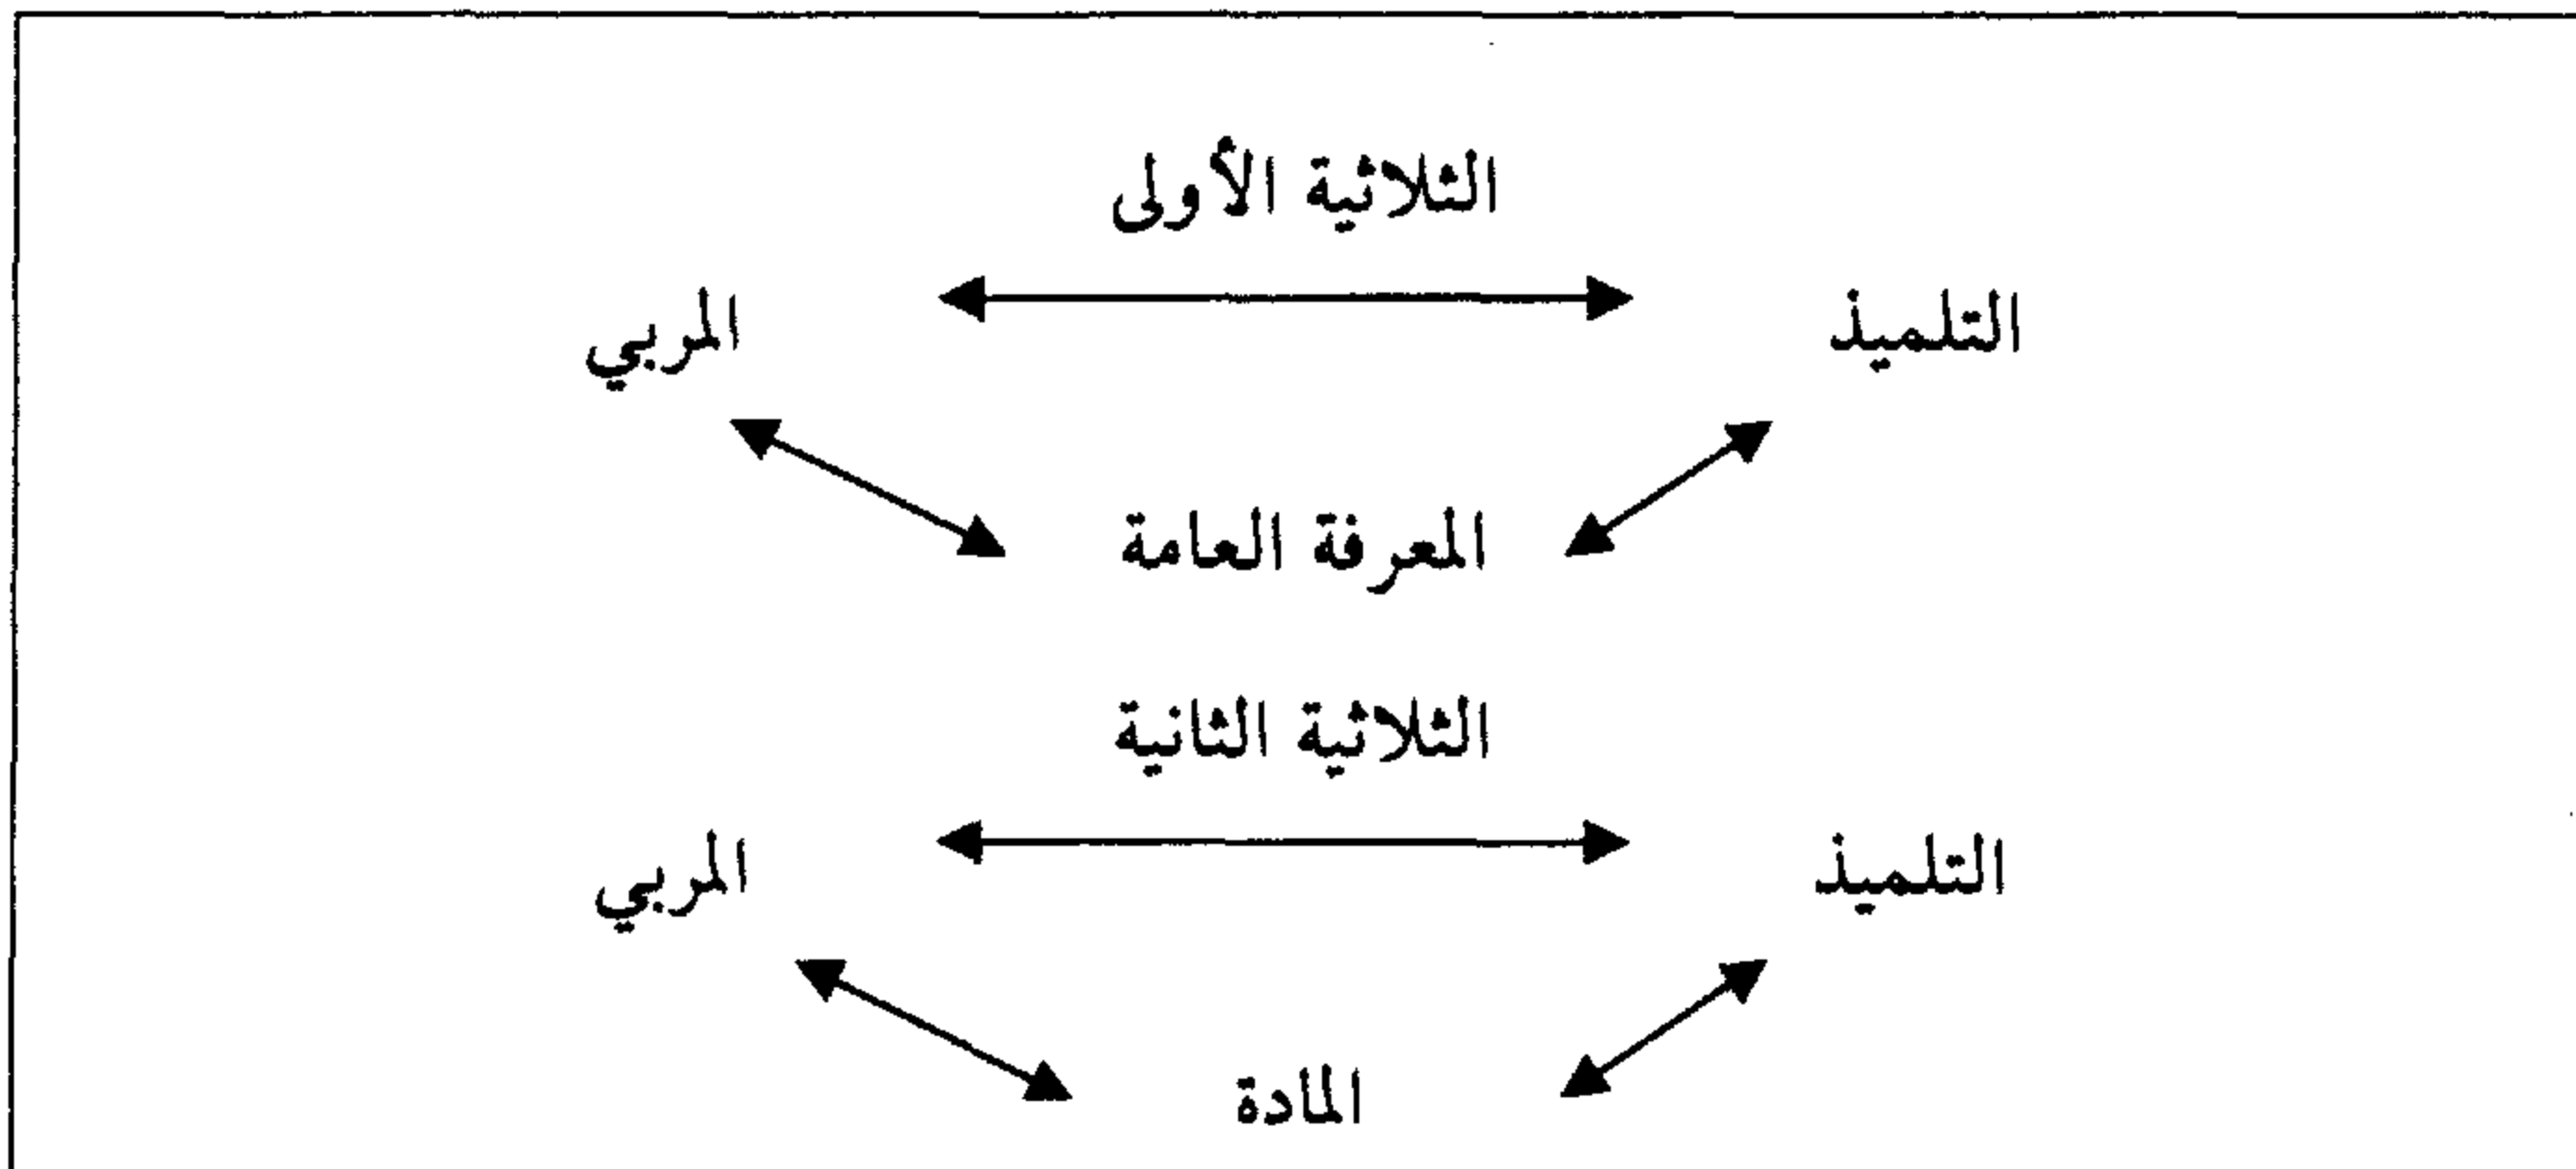 الثلاثية الأولى
التلميذ
المربي
المعرفة العامة
الثلاثية الثانية
التلميذ
المربي
المادة